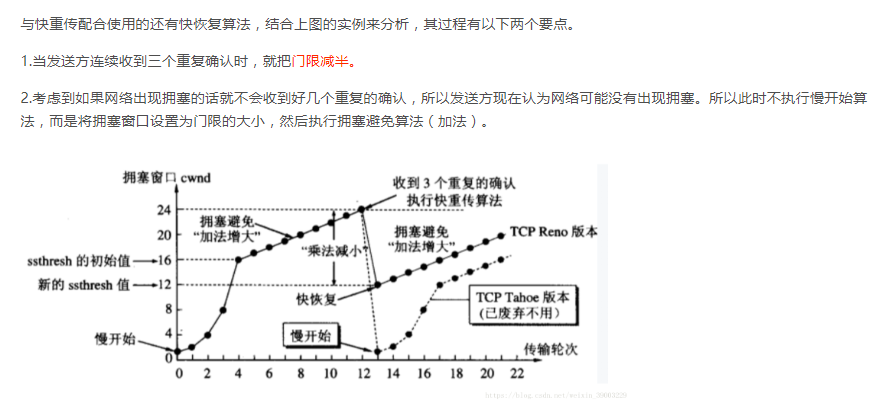 与快重传配合使用的还有快恢复算法，结合上图的实例来分析，其过程有以下两个要点。
1.当发送方连续收到三个重复确认时，就把门限减半。
2.考虑到如果网络出现拥塞的话就不会收到好几个重复的确认，所以发送方现在认为网络可能没有出现拥塞。所以此时不执行慢开始算
法，而是将拥塞窗口设置为门限的大小，然后执行拥塞避免算法（加法）。
拥塞窗口 cwnd
收到 3 个重复的确认
执行快重传算法
24
20
ssthresh 的初始值
16
新的 ssthresh 值
12
8
4
0
慢开始
拥塞避免
“加法增大”
“乘法减小”
拥塞避免
“加法增大”
TCP Reno 版本
快恢复
慢开始
TCP Tahoe 版本
(已废弃不用)
传输轮次
0 2 4 6 8 10 12 14 16 18 20 22